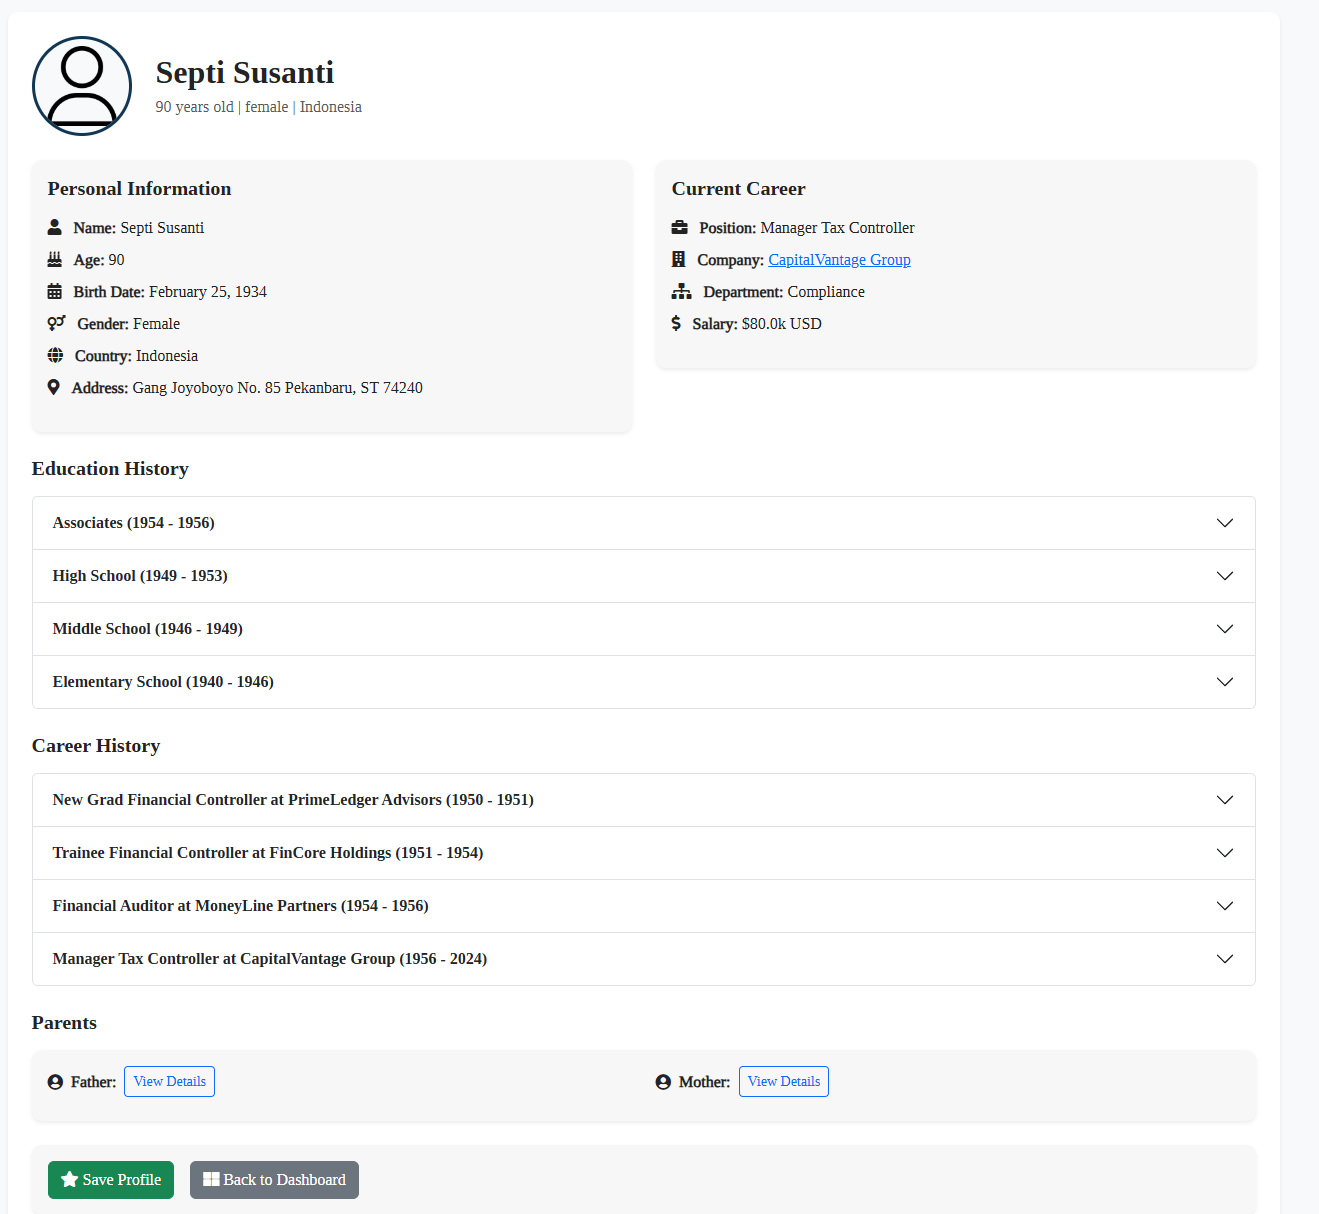 Septi Susanti
90 years old | female | Indonesia
Personal Information
Name: Septi Susanti
Age: 90
Birth Date: February 25, 1934
Gender: Female
Country: Indonesia
Address: Gang Joyoboyo No. 85 Pekanbaru, ST 74240
Current Career
Position: Manager Tax Controller
Company: CapitalVantage Group
Department: Compliance
Salary: $80.0k USD
Education History
Associates (1954 - 1956)
High School (1949 - 1953)
Middle School (1946 - 1949)
Elementary School (1940 - 1946)
Career History
New Grad Financial Controller at PrimeLedger Advisors (1950 - 1951)
Trainee Financial Controller at FinCore Holdings (1951 - 1954)
Financial Auditor at MoneyLine Partners (1954 - 1956)
Manager Tax Controller at CapitalVantage Group (1956 - 2024)
Parents
Father: View Details
Mother: View Details
Save Profile
Back to Dashboard